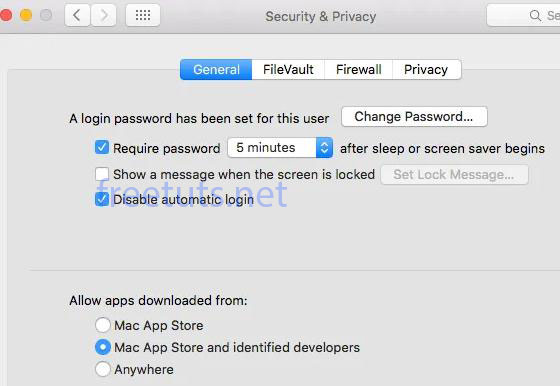 Security & Privacy
Se
General FileVault Firewall Privacy
A login password has been set for this user Change Password...
Require password 5 minutes after sleep or screen saver begins
Show a message when the screen is locked Set Lock Message...
Disable automatic login
freetuts.net
Allow apps downloaded from:
Mac App Store
Mac App Store and identified developers
Anywhere